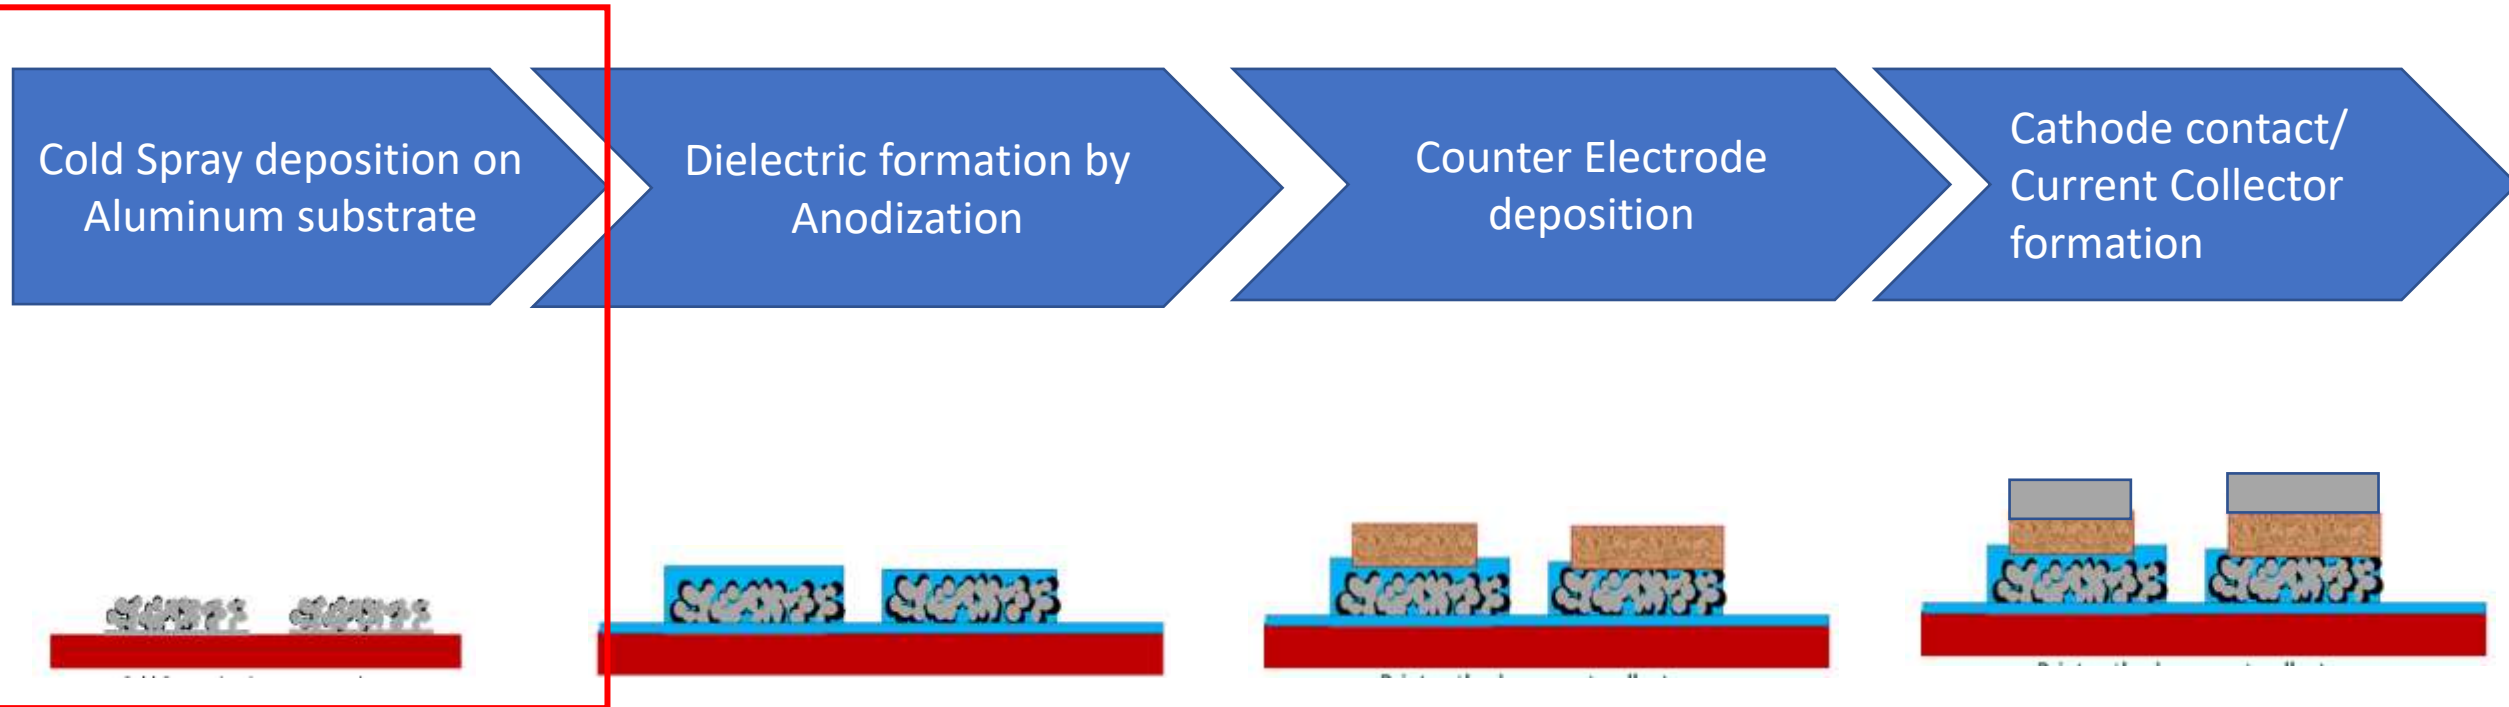 Cold Spray deposition on
Aluminum substrate
Dielectric formation by
Anodization
Counter Electrode
deposition
Cathode contact/
Current Collector
formation